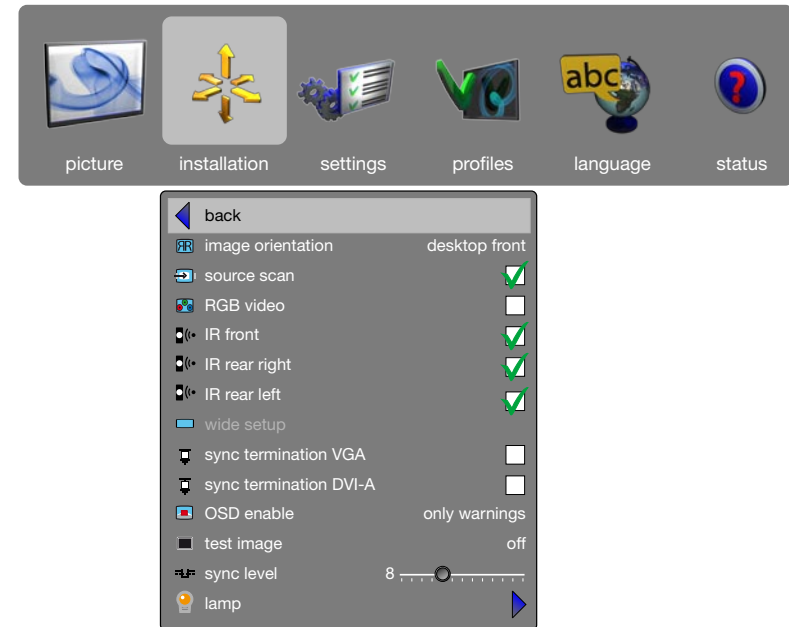 abc
picture installation settings profiles language status
back
image orientation desktop front
source scan
RGB video
IR front
IR rear right
IR rear left
wide setup
sync termination VGA
sync termination DVI-A
OSD enable only warnings
test image off
sync level 8
lamp